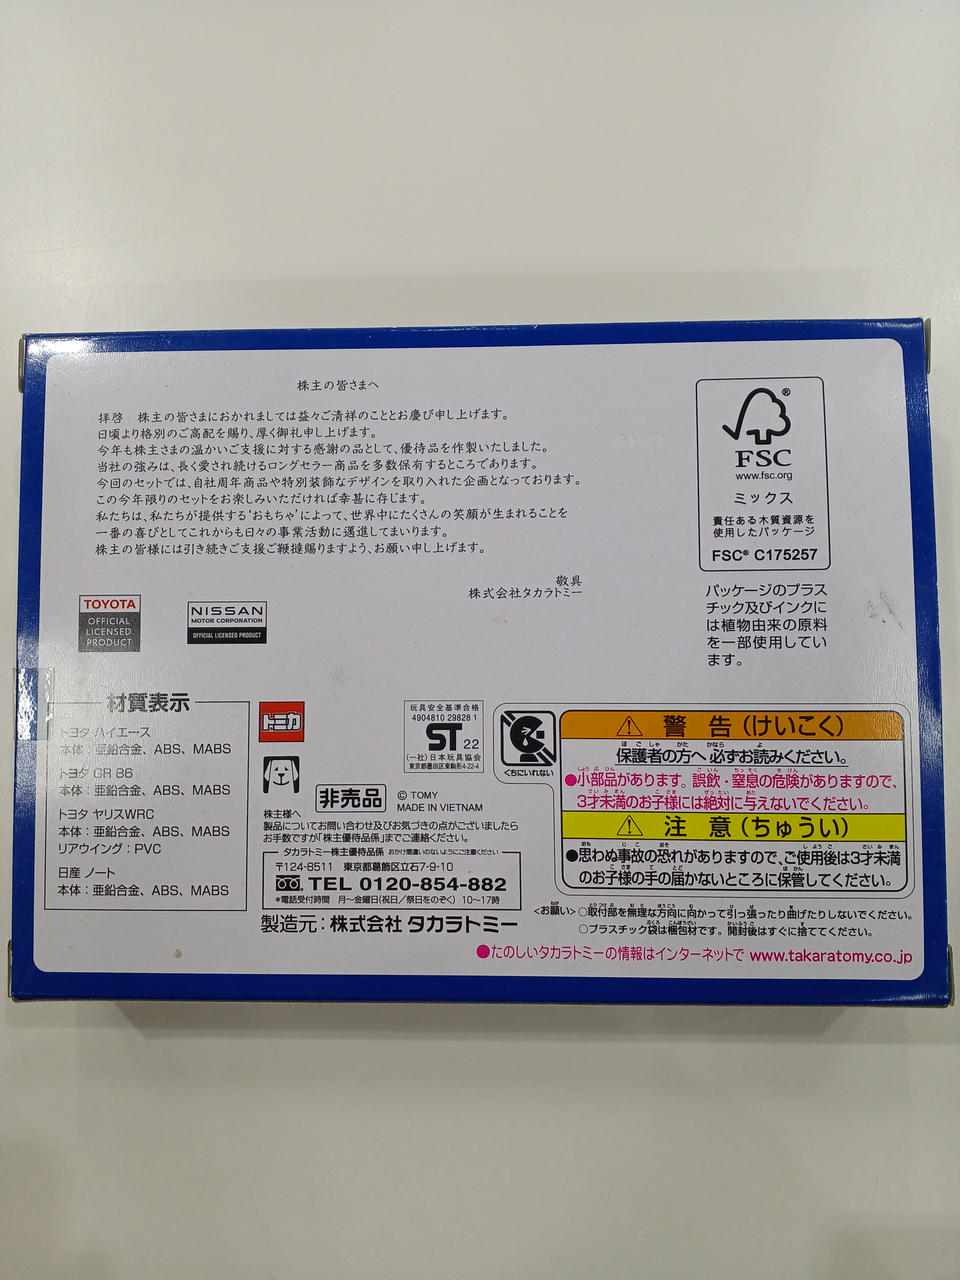 株主の皆さまへ
拝啓　株主の皆さまにおかれましては益々ご清祥のこととお慶び申し上げます。
日頃より格別のご高配を賜り、厚く御礼申し上げます。
今年も株主さまの温かいご支援に対する感謝の品として、優待品を作製いたしました。
当社の強みは、長く愛され続けるロングセラー商品を多数保有するところであります。
今回のセットでは、自社周年商品や特別装飾なデザインを取り入れた企画となっております。
この今年限りのセットをお楽しみいただければ幸甚に存じます。
私たちは、私たちが提供する‘おもちゃ’によって、世界中にたくさんの笑顔が生まれることを
一番の喜びとしてこれからも日々の事業活動に邁進してまいります。
株主の皆様には引き続きご支援ご鞭撻賜りますよう、お願い申し上げます。
敬具
株式会社タカラトミー
FSC
®
www.fsc.org
ミックス
責任ある木質資源を
使用したパッケージ
FSC® C175257
パッケージのプラス
チック及びインクに
は植物由来の原料
を一部使用してい
ます。
TOYOTA
OFFICIAL
LICENSED
PRODUCT
NISSAN
MOTOR CORPORATION
OFFICIAL LICENSED PRODUCT
材質表示
トヨタ ハイエース
本体：亜鉛合金、ABS、MABS
トヨタ GR 86
本体：亜鉛合金、ABS、MABS
トヨタ ヤリスWRC
本体：亜鉛合金、ABS、MABS
リアウイング：PVC
日産 ノート
本体：亜鉛合金、ABS、MABS
トミカ
玩具安全基準合格
4904810 29828 1
ST 22
(一社)日本玩具協会
東京都墨田区東駒形4-22-4
非売品
© TOMY
MADE IN VIETNAM
株主様へ
製品についてお問い合わせ及びお気づきの点がございましたら
お手数ですが「株主優待品係」までご連絡ください。
タカラトミー株主優待品係 おかけ間違いのないようにご注意ください
〒124-8511　東京都葛飾区立石7-9-10
TEL 0120-854-882
*電話受付時間　月〜金曜日(祝日／祭日をのぞく) 10〜17時
製造元：株式会社 タカラトミー
くちにいれない
警 告（けいこく）
保護者の方へ 必ずお読みください。
●小部品があります。誤飲・窒息の危険がありますので、
3才未満のお子様には絶対に与えないでください。
注 意（ちゅうい）
●思わぬ事故の恐れがありますので、ご使用後は3才未満
のお子様の手の届かないところに保管してください。
<お願い> ○取付部を無理な方向に向かって引っ張ったり曲げたりしないでください。
○プラスチック袋は梱包材です。開封後はすぐに捨ててください。
●たのしいタカラトミーの情報はインターネットで www.takaratomy.co.jp